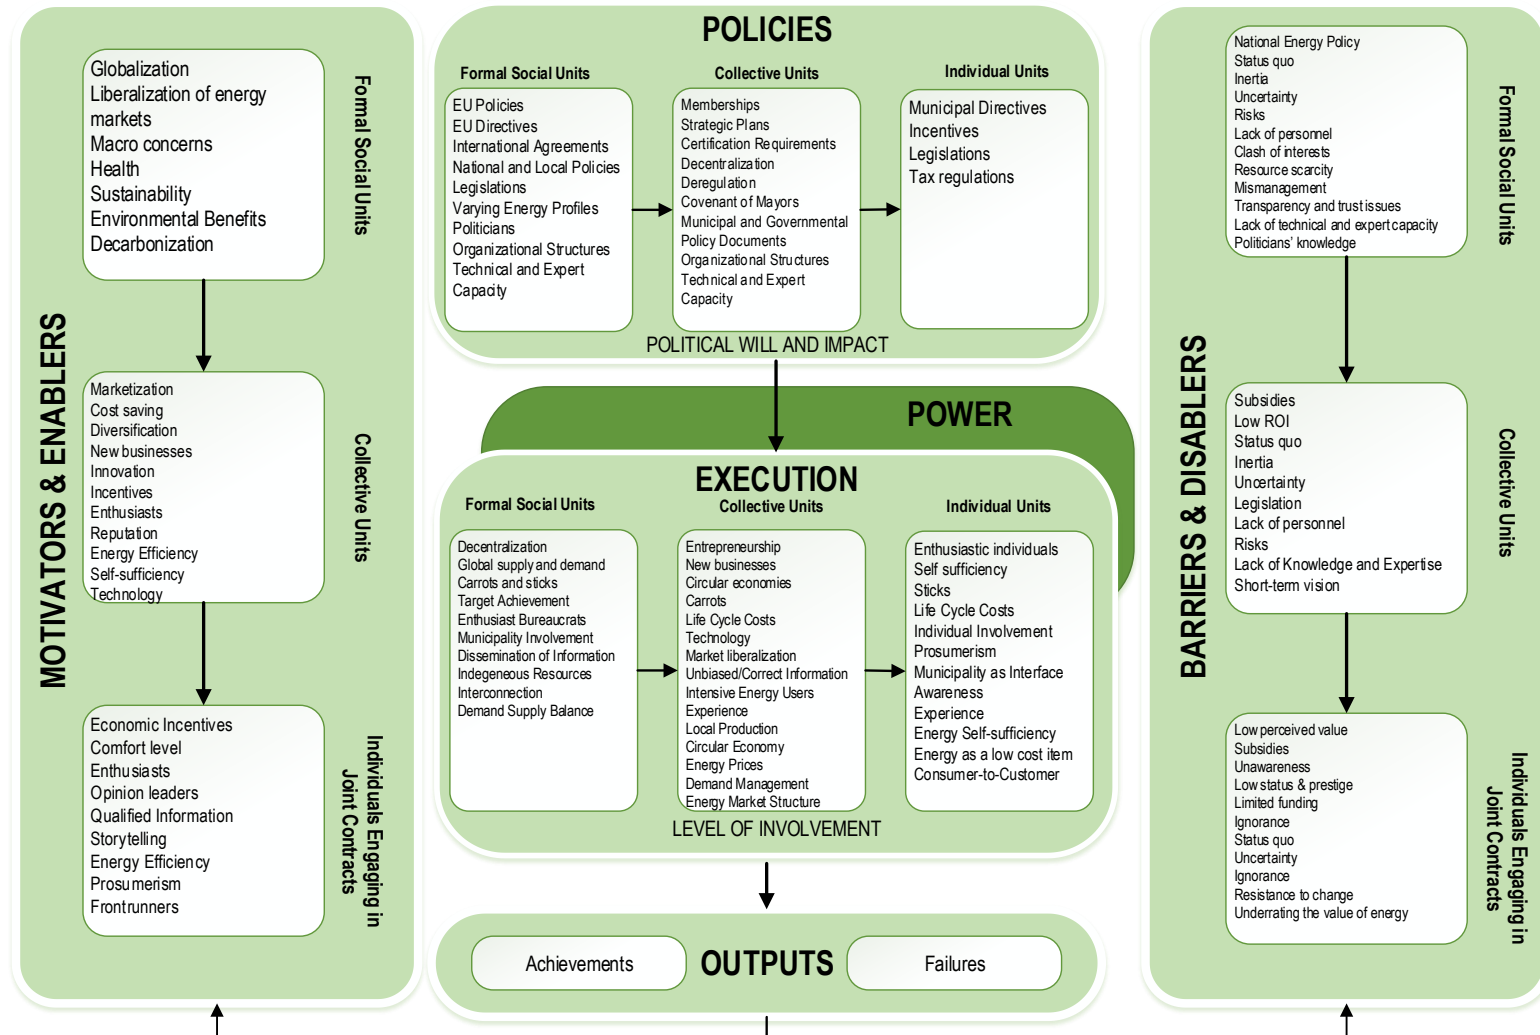 MOTIVATORS & ENABLERS
Formal Social Units
Globalization
Liberalization of energy
markets
Macro concerns
Health
Sustainability
Environmental Benefits
Decarbonization
Collective Units
Marketization
Cost saving
Diversification
New businesses
Innovation
Incentives
Enthusiasts
Reputation
Energy Efficiency
Self-sufficiency
Technology
Individuals Engaging in
Joint Contracts
Economic Incentives
Comfort level
Enthusiasts
Opinion leaders
Qualified Information
Storytelling
Energy Efficiency
Prosumerism
Frontrunners
POLICIES
Formal Social Units
EU Policies
EU Directives
International Agreements
National and Local Policies
Legislations
Varying Energy Profiles
Politicians
Organizational Structures
Technical and Expert
Capacity
Collective Units
Memberships
Strategic Plans
Certification Requirements
Decentralization
Deregulation
Covenant of Mayors
Municipal and Governmental
Policy Documents
Organizational Structures
Technical and Expert
Capacity
Individual Units
Municipal Directives
Incentives
Legislations
Tax regulations
POLITICAL WILL AND IMPACT
POWER
EXECUTION
Formal Social Units
Decentralization
Global supply and demand
Carrots and sticks
Target Achievement
Enthusiast Bureaucrats
Municipality Involvement
Dissemination of Information
Indegeneous Resources
Interconnection
Demand Supply Balance
Collective Units
Entrepreneurship
New businesses
Circular economies
Carrots
Life Cycle Costs
Technology
Market liberalization
Unbiased/Correct Information
Intensive Energy Users
Experience
Local Production
Circular Economy
Energy Prices
Demand Management
Energy Market Structure
Individual Units
Enthusiastic individuals
Self sufficiency
Sticks
Life Cycle Costs
Individual Involvement
Prosumerism
Municipality as Interface
Awareness
Experience
Energy Self-sufficiency
Energy as a low cost item
Consumer-to-Customer
LEVEL OF INVOLVEMENT
OUTPUTS
Achievements
Failures
BARRIERS & DISABLERS
Formal Social Units
National Energy Policy
Status quo
Inertia
Uncertainty
Risks
Lack of personnel
Clash of interests
Resource scarcity
Mismanagement
Transparency and trust issues
Lack of technical and expert capacity
Politicians' knowledge
Collective Units
Subsidies
Low ROI
Status quo
Inertia
Uncertainty
Legislation
Lack of personnel
Risks
Lack of Knowledge and Expertise
Short-term vision
Individuals Engaging in
Joint Contracts
Low perceived value
Subsidies
Unawareness
Low status & prestige
Limited funding
Ignorance
Status quo
Uncertainty
Ignorance
Resistance to change
Underrating the value of energy